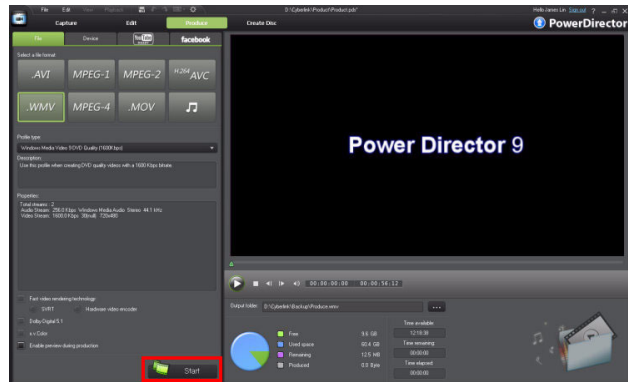 File Edit View Playback
D:\Cyberlink\Product\Product.pds*
Hello James Lin Sign out ?
Capture Edit Produce Create Disc
PowerDirector
File Device YouTube facebook
Select a file format:
.AVI MPEG-1 MPEG-2 H.264 AVC
.WMV MPEG-4 .MOV
Profile type:
Windows Media Video 9 DVD Quality (1600Kbps)
Description:
Use this profile when creating DVD quality videos with a 1600 Kbps bitrate.
Properties:
Total streams : 2
Audio Stream: 256.0 Kbps Windows Media Audio Stereo 44.1 kHz
Video Stream: 1600.0 Kbps 30(null) 720x480
Power Director 9
00:00:00:00 00:00:56:12
Fast video rendering technology:
SVRT Hardware video encoder
Dolby Digital 5.1
x.v.Color
Enable preview during production
Start
Output folder: D:\Cyberlink\Backup\Produce.wmv
Free 9.6 GB
Used space 60.4 GB
Remaining 12.5 MB
Produced 0.0 Byte
Time available
12:18:38
Time remaining
00:00:00
Time elapsed
00:00:00